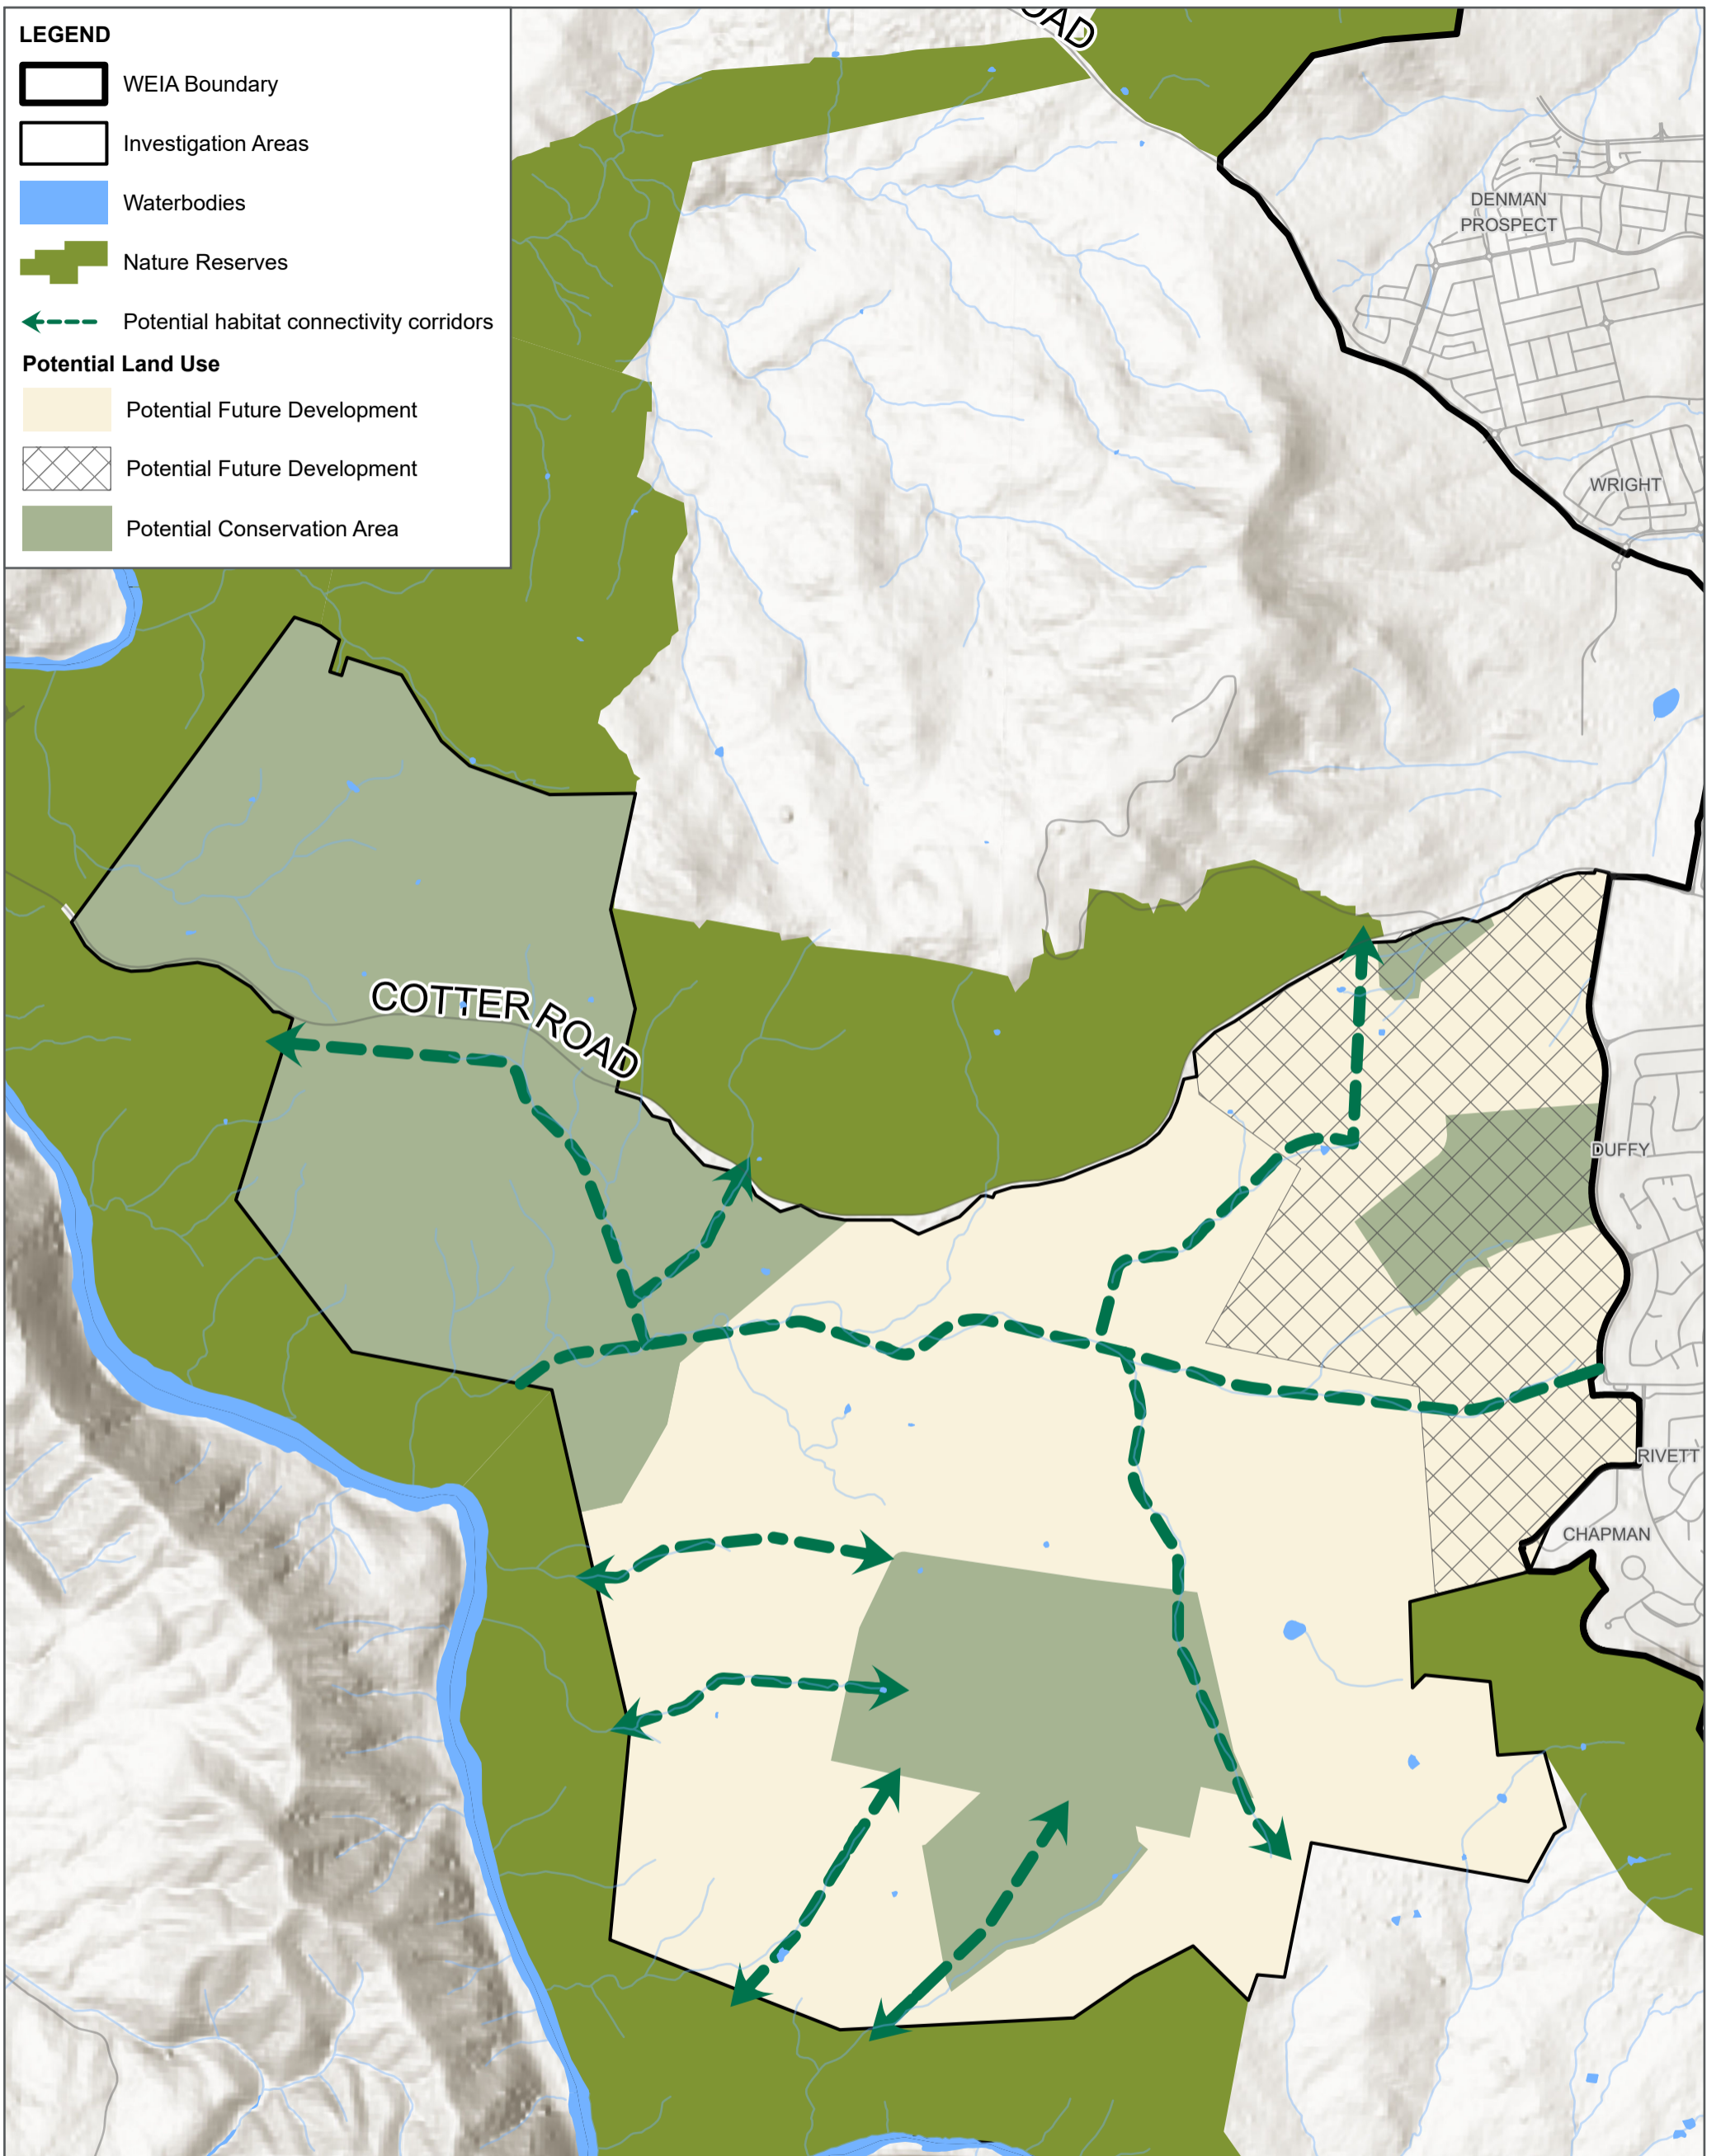 LEGEND
WEIA Boundary
Investigation Areas
Waterbodies
Nature Reserves
Potential habitat connectivity corridors
Potential Land Use
Potential Future Development
Potential Future Development
Potential Conservation Area
OAD
DENMAN
PROSPECT
WRIGHT
COTTER ROAD
DUFFY
RIVETT
CHAPMAN